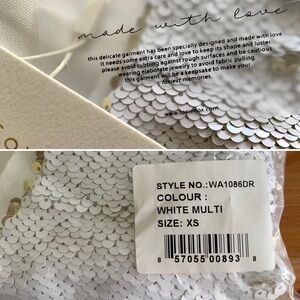 made with love
this delicate garment has been specially designed and made with love
it needs some extra care and love to keep its shape and luster.
please avoid rubbing against rough surfaces and be cautious
wearing elaborate jewelry to avoid fabric pulling
this garment will be a keepsake to make your
foxiest memories.
STYLE NO.:WA1086DR
COLOUR :
WHITE MULTI
SIZE: XS
8 57055 00893 8